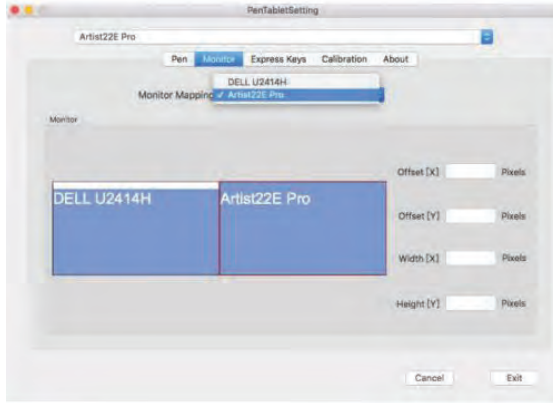 PenTabletSetting
Artist22E Pro
Pen Monitor Express Keys Calibration About
DELL U2414H
Monitor Mapping ✓ Artist22E Pro
Monitor
Offset [X] Pixels
DELL U2414H Artist22E Pro
Offset [Y] Pixels
Width [X] Pixels
Height [Y] Pixels
Cancel Exit